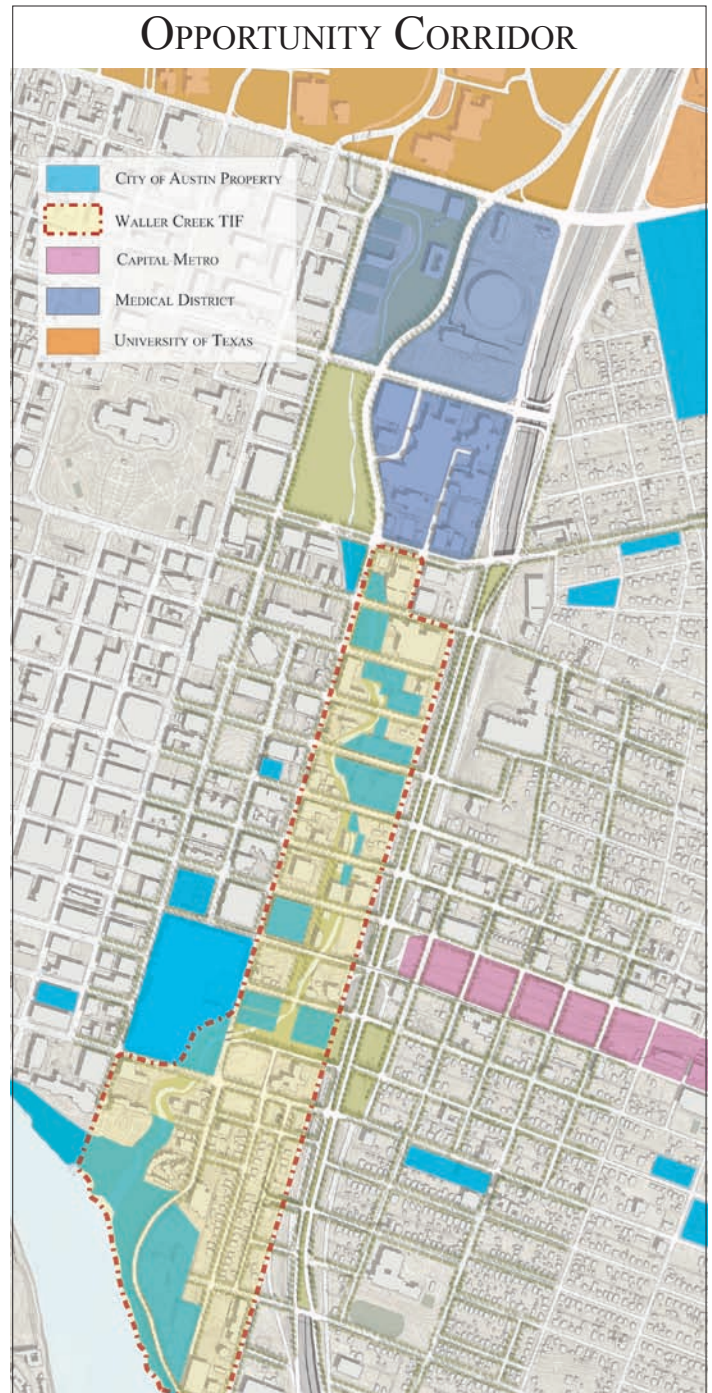 OPPORTUNITY CORRIDOR
CITY OF AUSTIN PROPERTY
WALLER CREEK TIF
CAPITAL METRO
MEDICAL DISTRICT
UNIVERSITY OF TEXAS